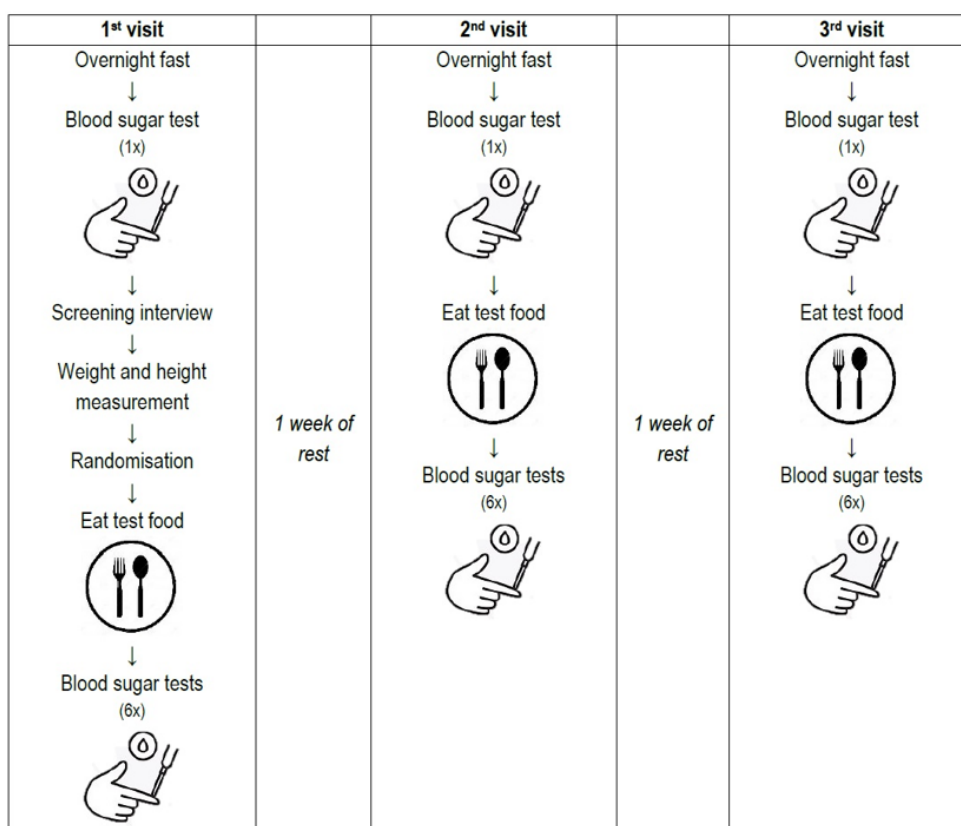 1st visit
Overnight fast
↓
Blood sugar test
(1x)
↓
Screening interview
↓
Weight and height
measurement
↓
Randomisation
↓
Eat test food
↓
Blood sugar tests
(6x)
1 week of
rest
2nd visit
Overnight fast
↓
Blood sugar test
(1x)
↓
Eat test food
↓
Blood sugar tests
(6x)
1 week of
rest
3rd visit
Overnight fast
↓
Blood sugar test
(1x)
↓
Eat test food
↓
Blood sugar tests
(6x)